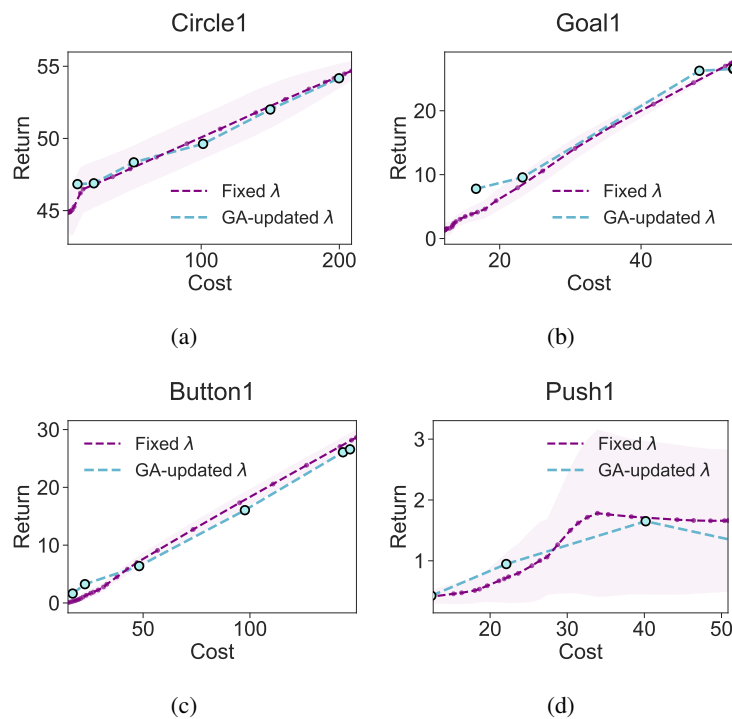 Circle1
Goal1
55
50
45
Return
Fixed λ
GA-updated λ
100
200
Cost
20
10
0
Return
Fixed λ
GA-updated λ
20
40
Cost
(a)
(b)
Button1
Push1
30
20
10
0
Return
Fixed λ
GA-updated λ
50
100
Cost
3
2
1
Return
Fixed λ
GA-updated λ
20
30
40
50
Cost
(c)
(d)